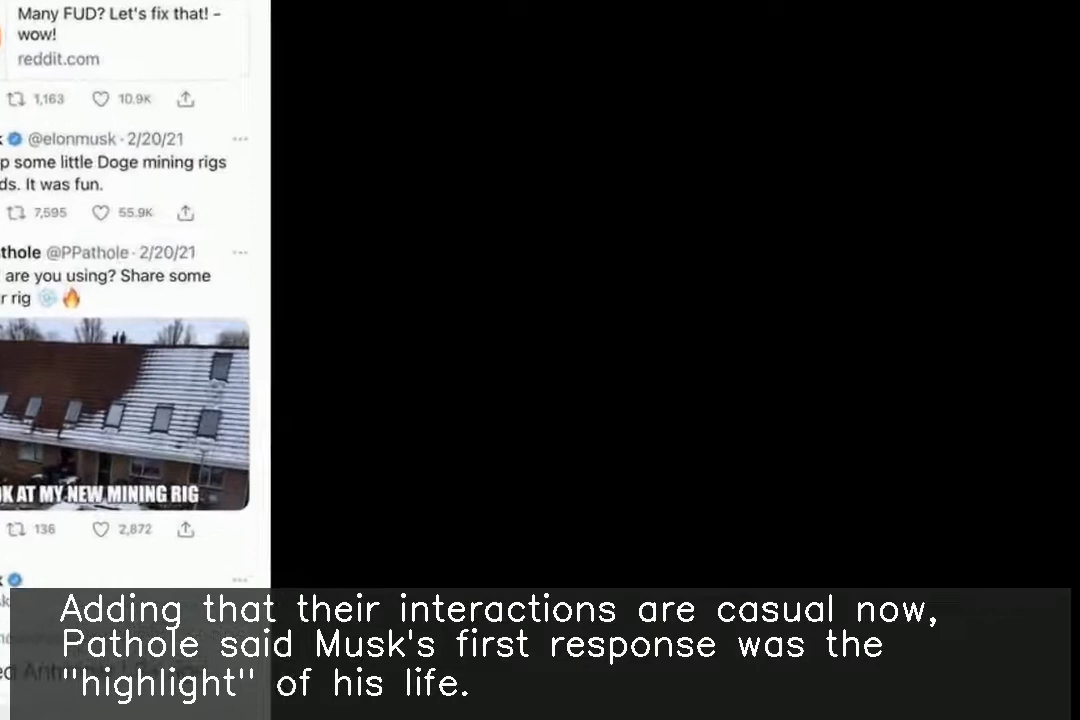 Many FUD? Let's fix that! -
wow!
reddit.com
1,163 10.9K
@elonmusk · 2/20/21 ...
some little Doge mining rigs
It was fun.
7,595 55.9K
@PPathole · 2/20/21 ...
are you using? Share some
rig
AT MY NEW MINING RIG
136 2,872
...
Adding that their interactions are casual now,
Pathole said Musk's first response was the
"highlight" of his life.